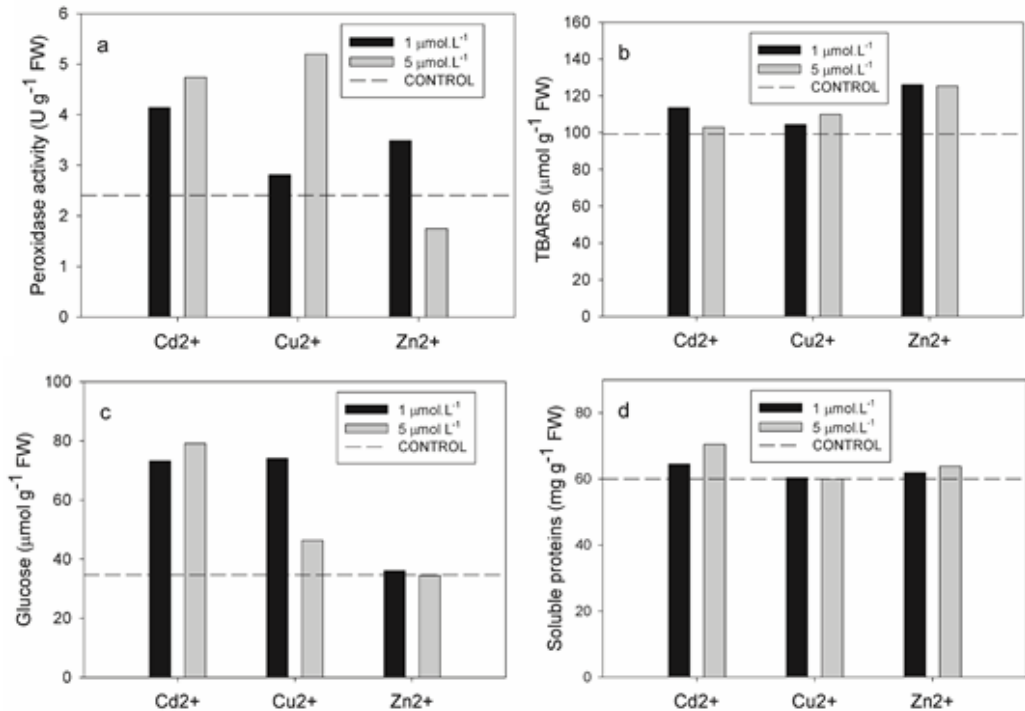 a
Peroxidase activity (U g⁻¹ FW)
6
5
4
3
2
1
0
1 μmol.L⁻¹
5 μmol.L⁻¹
CONTROL
Cd2+ Cu2+ Zn2+
b
TBARS (μmol g⁻¹ FW)
160
140
120
100
80
60
40
20
0
1 μmol.L⁻¹
5 μmol.L⁻¹
CONTROL
Cd2+ Cu2+ Zn2+
c
Glucose (μmol g⁻¹ FW)
100
80
60
40
20
0
1 μmol.L⁻¹
5 μmol.L⁻¹
CONTROL
Cd2+ Cu2+ Zn2+
d
Soluble proteins (mg g⁻¹ FW)
80
60
40
20
0
1 μmol.L⁻¹
5 μmol.L⁻¹
CONTROL
Cd2+ Cu2+ Zn2+